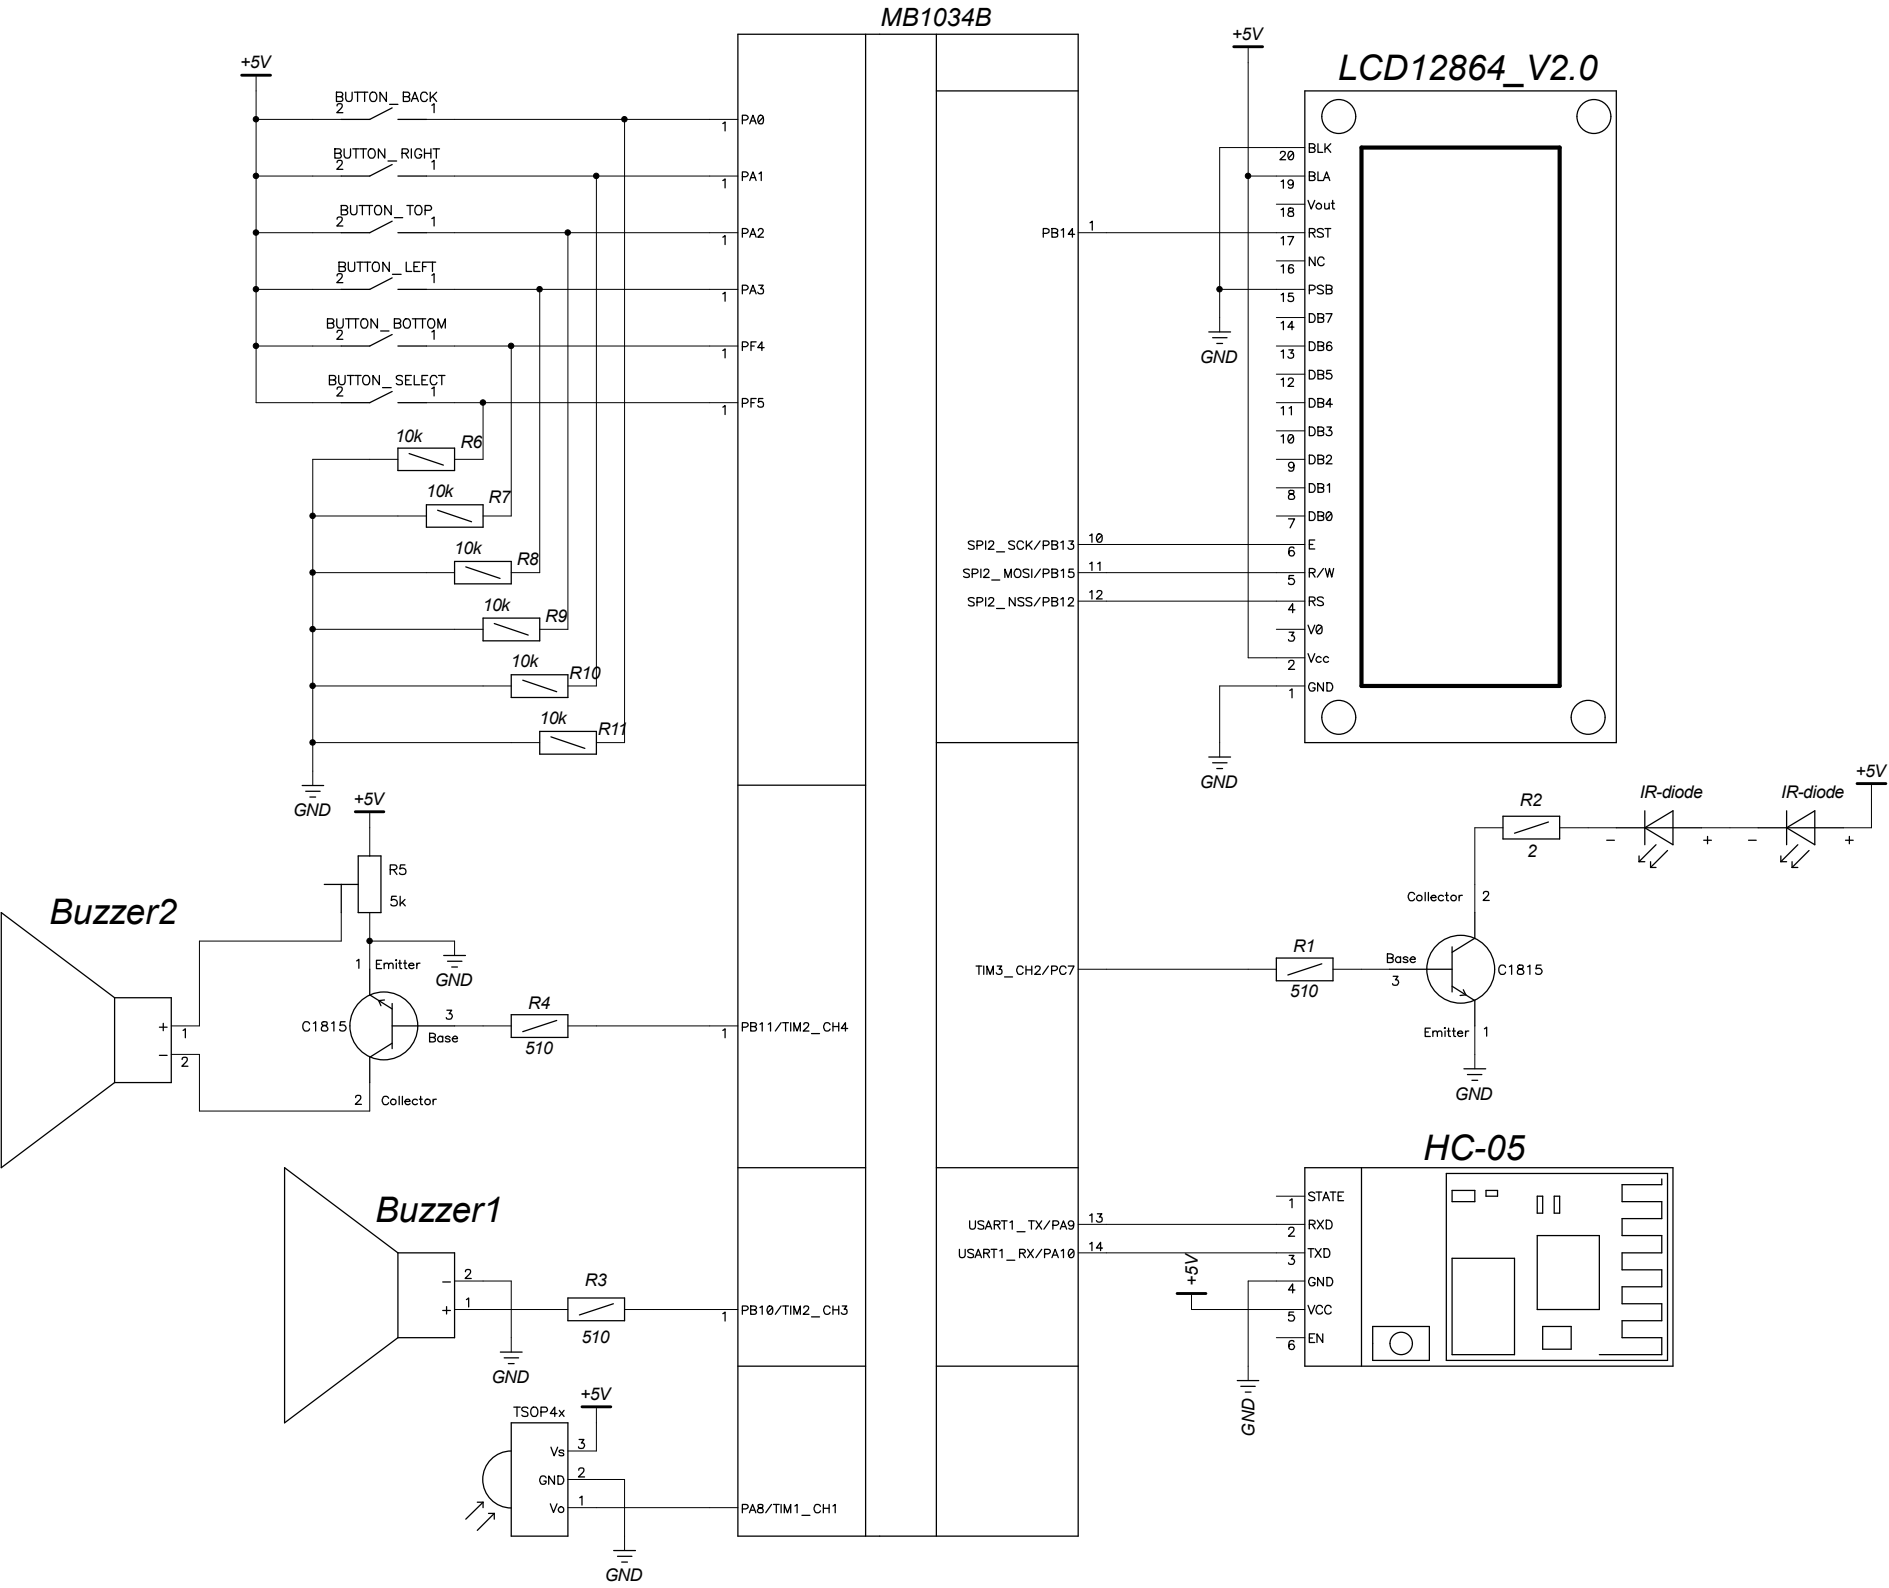 MB1034B
+5V
BUTTON_BACK
2 1
1 PA0
BUTTON_RIGHT
2 1
1 PA1
BUTTON_TOP
2 1
1 PA2
BUTTON_LEFT
2 1
1 PA3
BUTTON_BOTTOM
2 1
1 PF4
BUTTON_SELECT
2 1
1 PF5
10k R6
10k R7
10k R8
10k R9
10k R10
10k R11
GND
+5V
R5
5k
Buzzer2
+ 1
- 2
1 Emitter
GND
C1815
3
Base
2 Collector
R4
510
1 PB11/TIM2_CH4
Buzzer1
- 2
+ 1
GND
R3
510
1 PB10/TIM2_CH3
+5V
TSOP4x
Vs 3
GND 2
Vo 1
GND
PA8/TIM1_CH1
PB14 1
SPI2_SCK/PB13 10
SPI2_MOSI/PB15 11
SPI2_NSS/PB12 12
TIM3_CH2/PC7
USART1_TX/PA9 13
USART1_RX/PA10 14
+5V
LCD12864_V2.0
20 BLK
19 BLA
18 Vout
17 RST
16 NC
15 PSB
14 DB7
13 DB6
12 DB5
11 DB4
10 DB3
9 DB2
8 DB1
7 DB0
6 E
5 R/W
4 RS
3 V0
2 Vcc
1 GND
GND
GND
+5V
IR-diode
- +
IR-diode
- +
R2
2
Collector 2
R1
510
Base
3
C1815
Emitter 1
GND
HC-05
1 STATE
2 RXD
3 TXD
4 GND
5 VCC
6 EN
+5V
GND